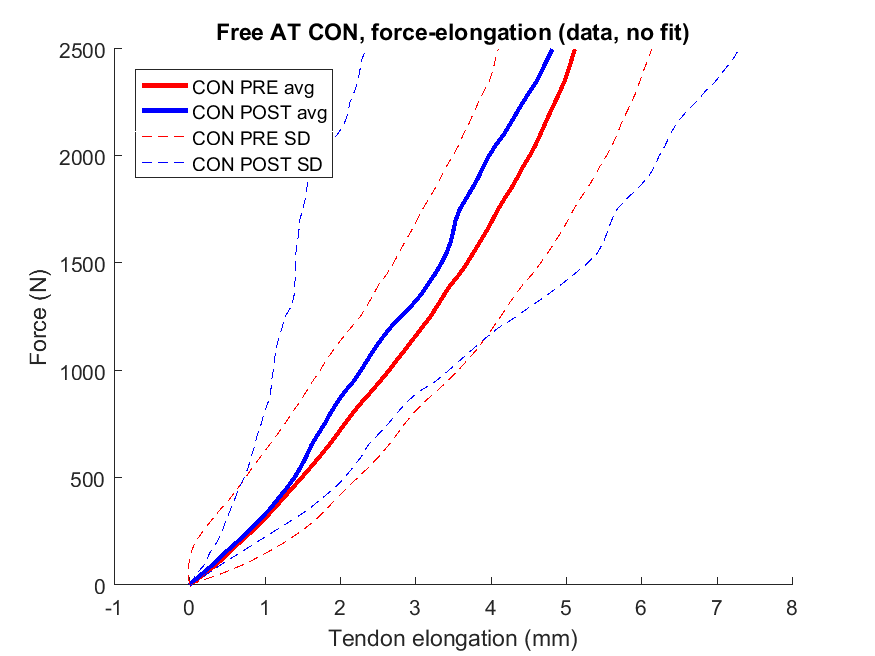 Free AT CON, force-elongation (data, no fit)
2500
2000
1500
1000
500
0
Force (N)
CON PRE avg
CON POST avg
CON PRE SD
CON POST SD
-1 0 1 2 3 4 5 6 7 8
Tendon elongation (mm)